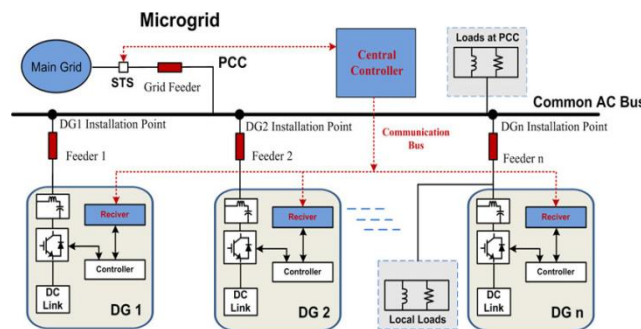 Microgrid
Main Grid
STS
Grid Feeder
PCC
Central
Controller
Loads at PCC
Common AC Bus
DG1 Installation Point
DG2 Installation Point
DGn Installation Point
Communication
Bus
Feeder 1
Feeder 2
Feeder n
Reciver
Controller
DC
Link
DG 1
Reciver
Controller
DC
Link
DG 2
Local Loads
Reciver
Controller
DC
Link
DG n